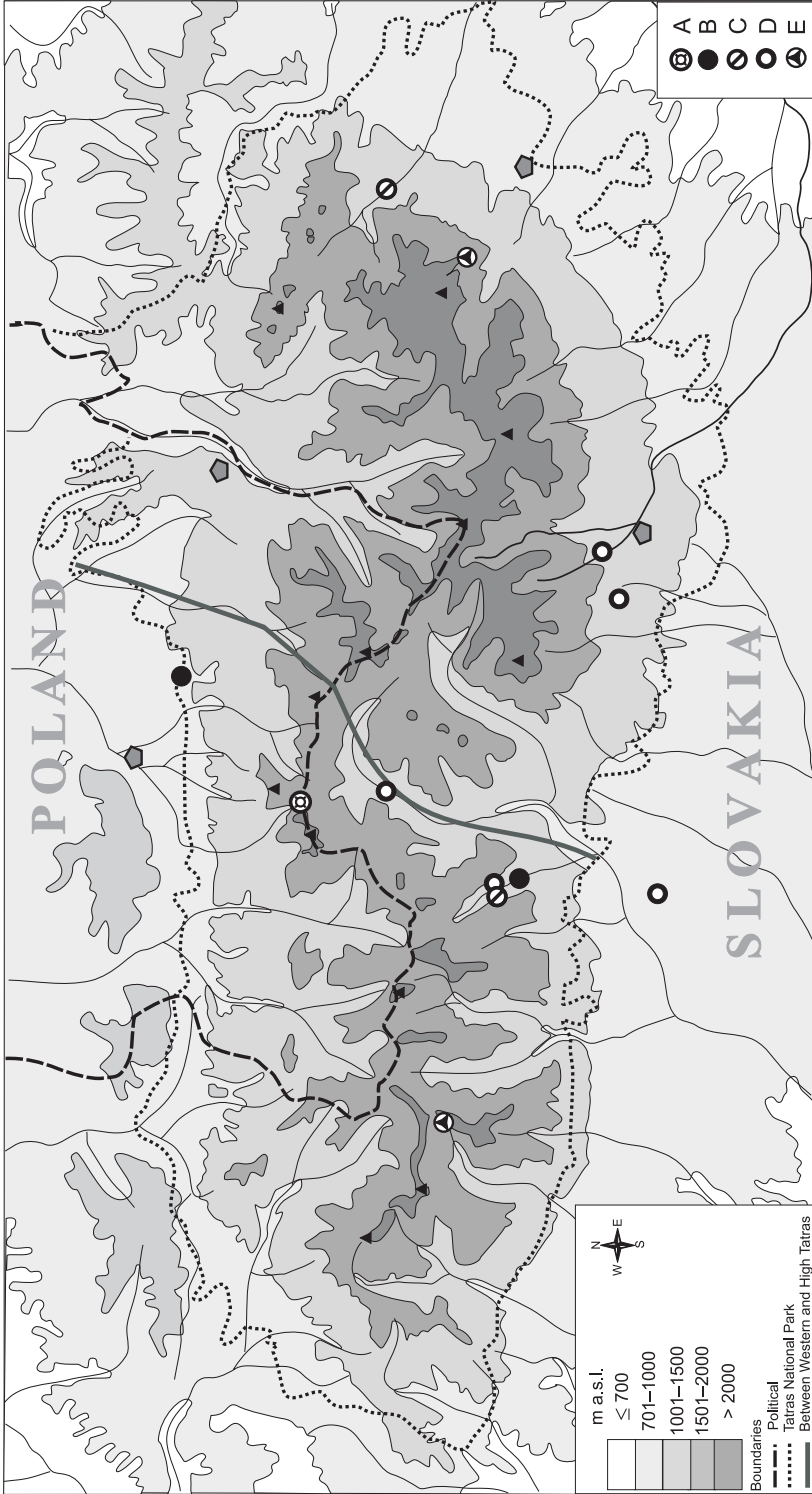 POLAND
SLOVAKIA
A
B
C
D
E
N
W E
S
m a.s.l.
≤ 700
701–1000
1001–1500
1501–2000
> 2000
Boundaries
Political
Tatras National Park
Between Western and High Tatras